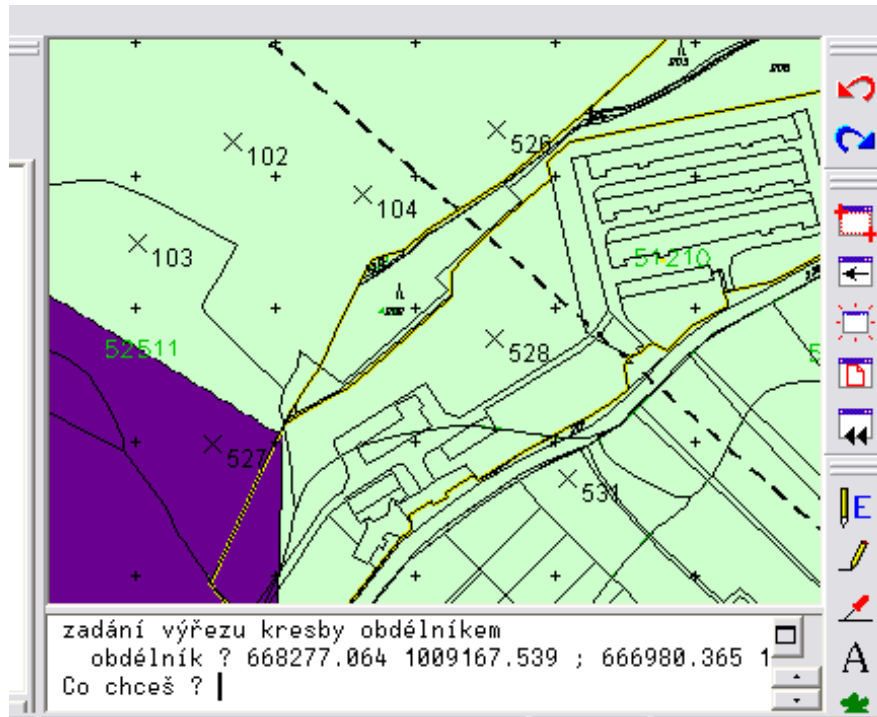 526
102
104
103
51210
528
52511
527
531
E
A
zadání výřezu kresby obdélníkem
obdélník ? 668277.064 1009167.539 ; 666980.365 1
Co chceš ?